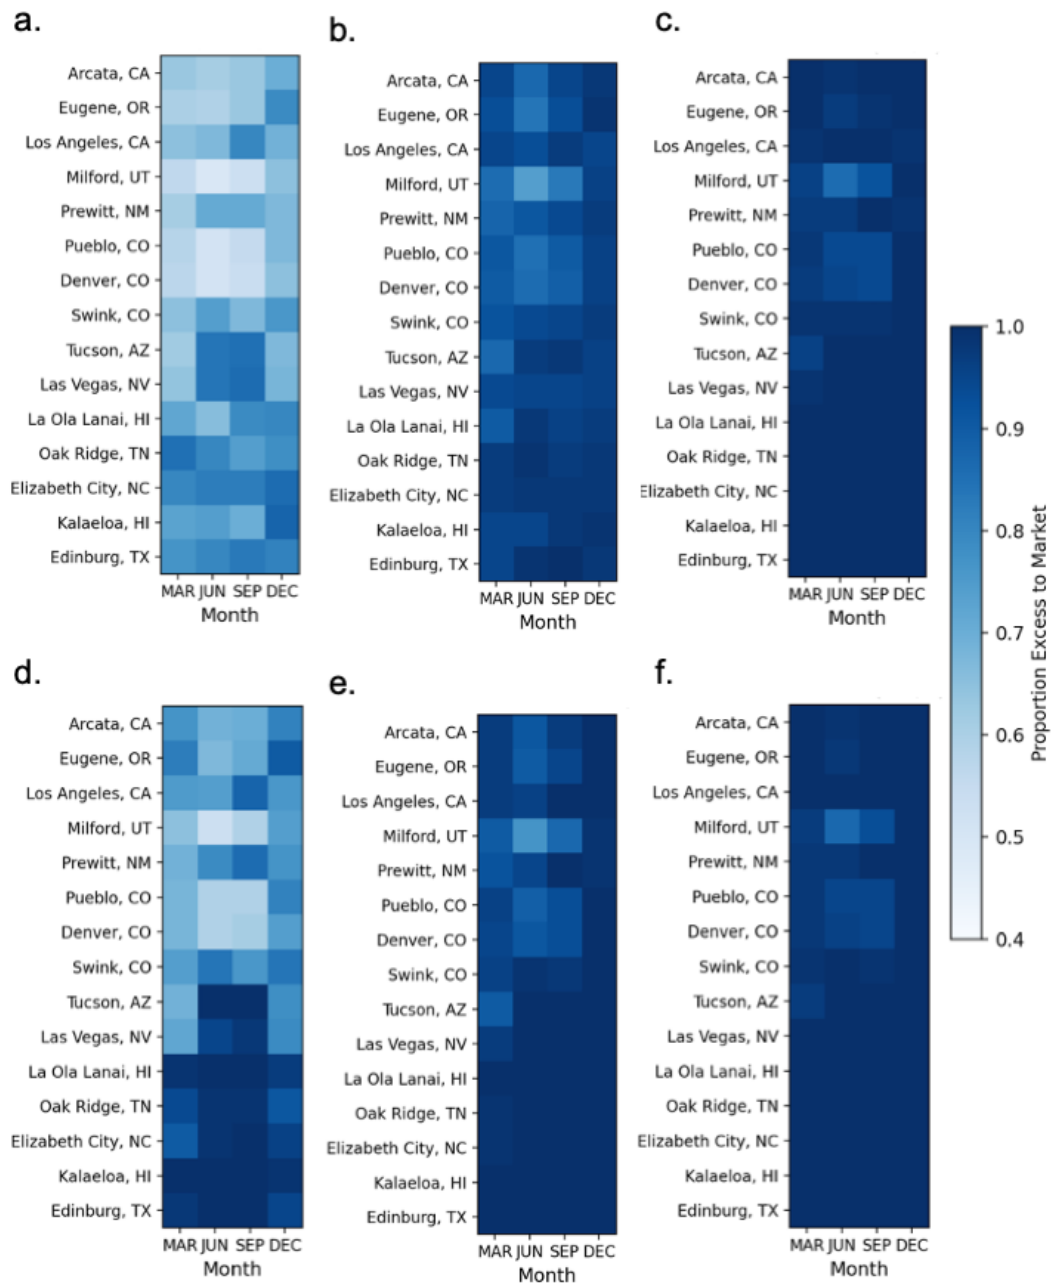 a.
Arcata, CA
Eugene, OR
Los Angeles, CA
Milford, UT
Prewitt, NM
Pueblo, CO
Denver, CO
Swink, CO
Tucson, AZ
Las Vegas, NV
La Ola Lanai, HI
Oak Ridge, TN
Elizabeth City, NC
Kalaeloa, HI
Edinburg, TX
MAR JUN SEP DEC
Month
b.
Arcata, CA
Eugene, OR
Los Angeles, CA
Milford, UT
Prewitt, NM
Pueblo, CO
Denver, CO
Swink, CO
Tucson, AZ
Las Vegas, NV
La Ola Lanai, HI
Oak Ridge, TN
Elizabeth City, NC
Kalaeloa, HI
Edinburg, TX
MAR JUN SEP DEC
Month
c.
Arcata, CA
Eugene, OR
Los Angeles, CA
Milford, UT
Prewitt, NM
Pueblo, CO
Denver, CO
Swink, CO
Tucson, AZ
Las Vegas, NV
La Ola Lanai, HI
Oak Ridge, TN
Elizabeth City, NC
Kalaeloa, HI
Edinburg, TX
MAR JUN SEP DEC
Month
d.
Arcata, CA
Eugene, OR
Los Angeles, CA
Milford, UT
Prewitt, NM
Pueblo, CO
Denver, CO
Swink, CO
Tucson, AZ
Las Vegas, NV
La Ola Lanai, HI
Oak Ridge, TN
Elizabeth City, NC
Kalaeloa, HI
Edinburg, TX
MAR JUN SEP DEC
Month
e.
Arcata, CA
Eugene, OR
Los Angeles, CA
Milford, UT
Prewitt, NM
Pueblo, CO
Denver, CO
Swink, CO
Tucson, AZ
Las Vegas, NV
La Ola Lanai, HI
Oak Ridge, TN
Elizabeth City, NC
Kalaeloa, HI
Edinburg, TX
MAR JUN SEP DEC
Month
f.
Arcata, CA
Eugene, OR
Los Angeles, CA
Milford, UT
Prewitt, NM
Pueblo, CO
Denver, CO
Swink, CO
Tucson, AZ
Las Vegas, NV
La Ola Lanai, HI
Oak Ridge, TN
Elizabeth City, NC
Kalaeloa, HI
Edinburg, TX
MAR JUN SEP DEC
Month
1.0
0.9
0.8
0.7
0.6
0.5
0.4
Proportion Excess to Market